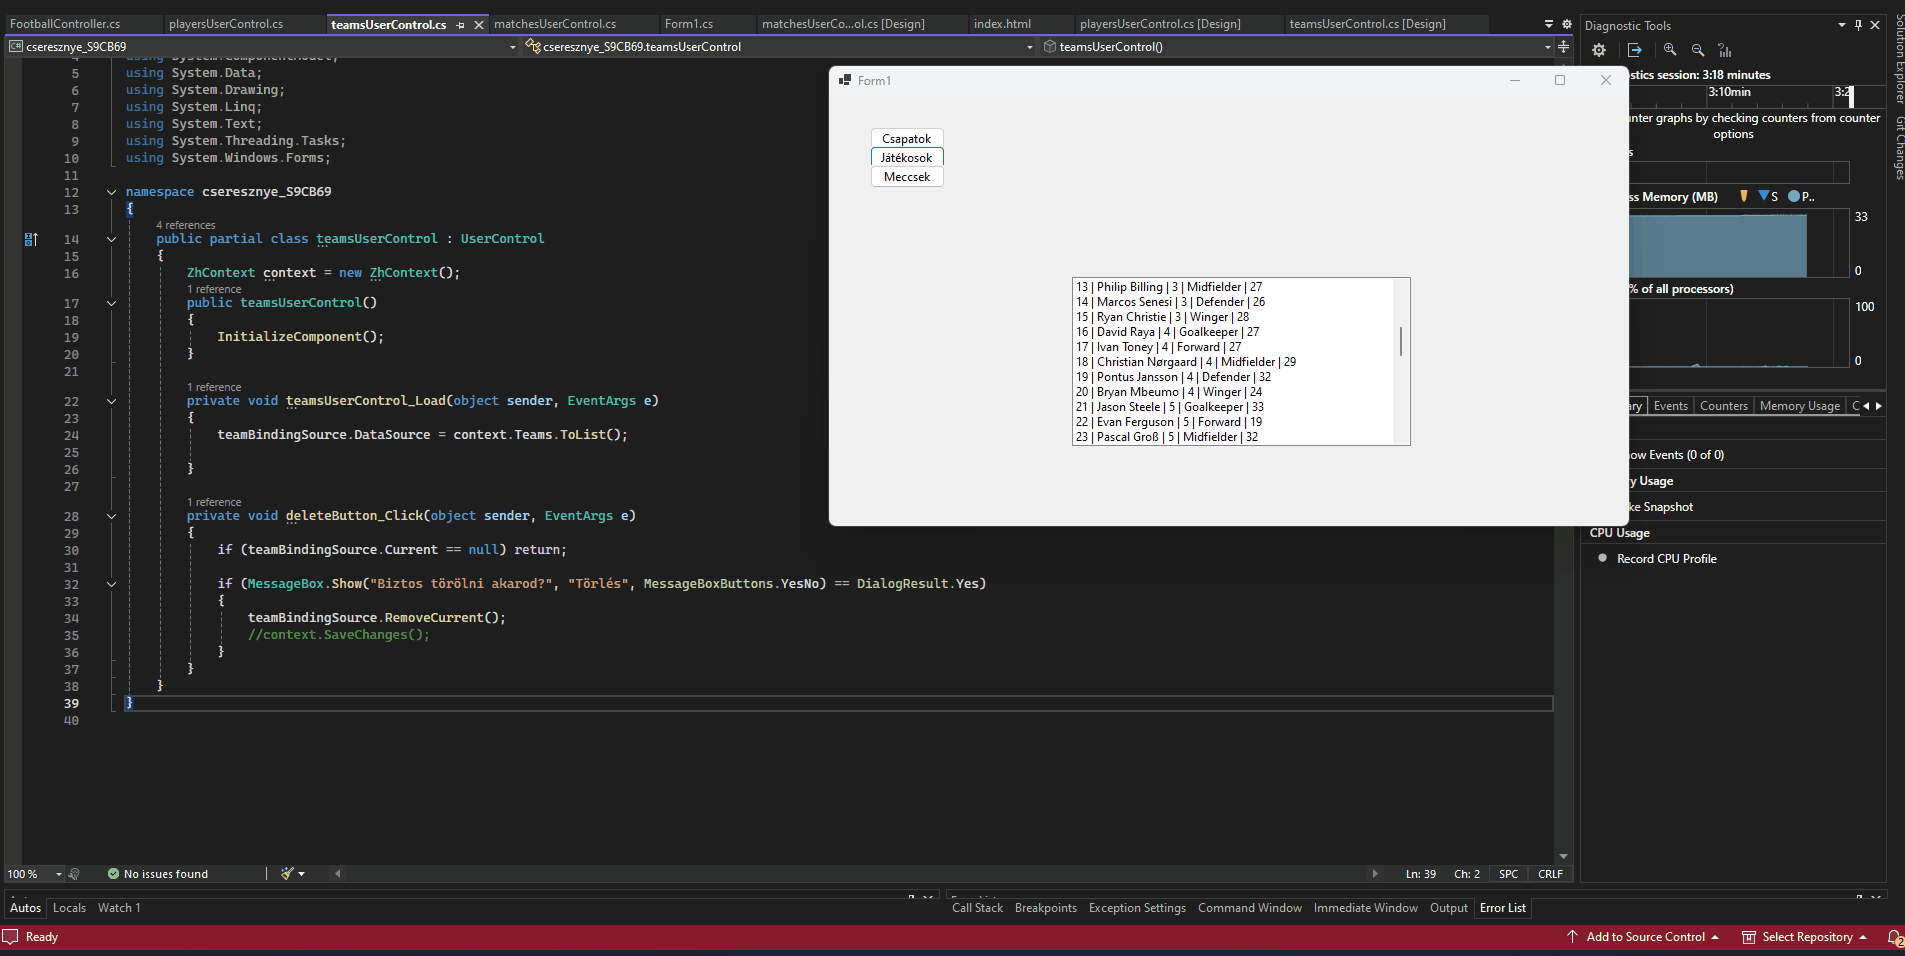 FootballController.cs
playersUserControl.cs
teamsUserControl.cs
matchesUserControl.cs
Form1.cs
matchesUserCo...ol.cs [Design]
index.html
playersUserControl.cs [Design]
teamsUserControl.cs [Design]
cseresznye_S9CB69
cseresznye_S9CB69.teamsUserControl
teamsUserControl()
5 using System.Data;
6 using System.Drawing;
7 using System.Linq;
8 using System.Text;
9 using System.Threading.Tasks;
10 using System.Windows.Forms;
11
12 namespace cseresznye_S9CB69
13 {
4 references
14 public partial class teamsUserControl : UserControl
15 {
16 ZhContext context = new ZhContext();
1 reference
17 public teamsUserControl()
18 {
19 InitializeComponent();
20 }
21
1 reference
22 private void teamsUserControl_Load(object sender, EventArgs e)
23 {
24 teamBindingSource.DataSource = context.Teams.ToList();
25
26 }
27
1 reference
28 private void deleteButton_Click(object sender, EventArgs e)
29 {
30 if (teamBindingSource.Current == null) return;
31
32 if (MessageBox.Show("Biztos törölni akarod?", "Törlés", MessageBoxButtons.YesNo) == DialogResult.Yes)
33 {
34 teamBindingSource.RemoveCurrent();
35 //context.SaveChanges();
36 }
37 }
38 }
39 }
40
Form1
Csapatok
Játékosok
Meccsek
13 | Philip Billing | 3 | Midfielder | 27
14 | Marcos Senesi | 3 | Defender | 26
15 | Ryan Christie | 3 | Winger | 28
16 | David Raya | 4 | Goalkeeper | 27
17 | Ivan Toney | 4 | Forward | 27
18 | Christian Nørgaard | 4 | Midfielder | 29
19 | Pontus Jansson | 4 | Defender | 32
20 | Bryan Mbeumo | 4 | Winger | 24
21 | Jason Steele | 5 | Goalkeeper | 33
22 | Evan Ferguson | 5 | Forward | 19
23 | Pascal Groß | 5 | Midfielder | 32
Diagnostic Tools
stics session: 3:18 minutes
3:10min
3:2
nter graphs by checking counters from counter
options
s
ss Memory (MB)
S
P..
33
0
% of all processors)
100
0
ary
Events
Counters
Memory Usage
C
ow Events (0 of 0)
y Usage
ke Snapshot
CPU Usage
Record CPU Profile
Solution Explorer
Git Changes
100 %
No issues found
Ln: 39
Ch: 2
SPC
CRLF
Autos
Locals
Watch 1
Call Stack
Breakpoints
Exception Settings
Command Window
Immediate Window
Output
Error List
Ready
Add to Source Control
Select Repository
2